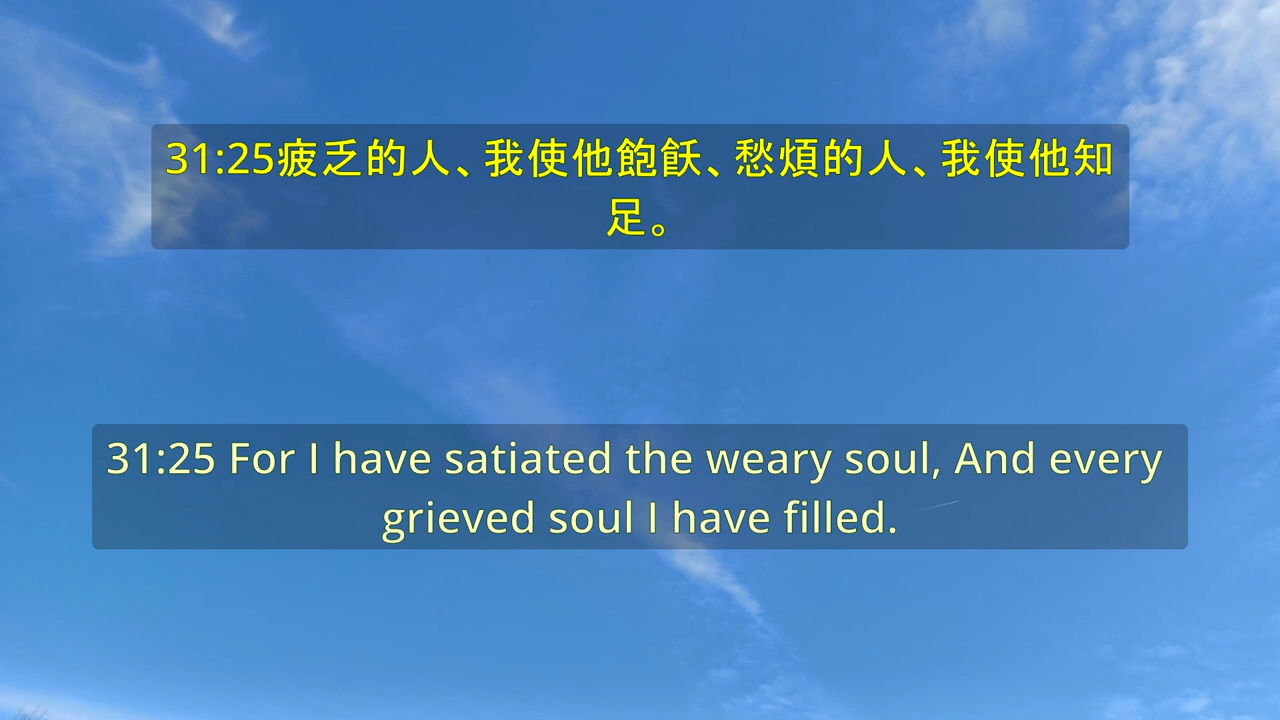 31:25疲乏的人、我使他飽飫、愁煩的人、我使他知
足。
31:25 For I have satiated the weary soul, And every
grieved soul I have filled.